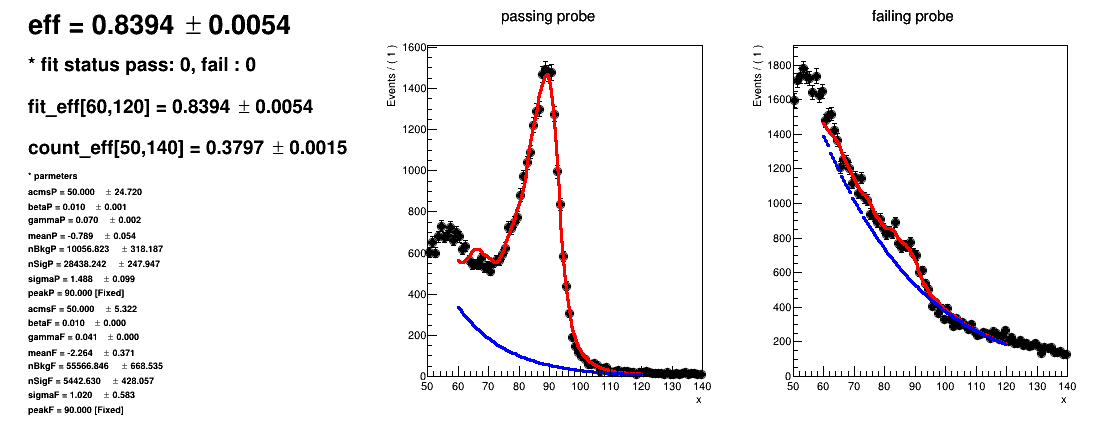 eff = 0.8394 ± 0.0054
* fit status pass: 0, fail : 0
fit_eff[60,120] = 0.8394 ± 0.0054
count_eff[50,140] = 0.3797 ± 0.0015
* parmeters
acmsP = 50.000 ± 24.720
betaP = 0.010 ± 0.001
gammaP = 0.070 ± 0.002
meanP = -0.789 ± 0.054
nBkgP = 10056.823 ± 318.187
nSigP = 28438.242 ± 247.947
sigmaP = 1.488 ± 0.099
peakP = 90.000 [Fixed]
acmsF = 50.000 ± 5.322
betaF = 0.010 ± 0.000
gammaF = 0.041 ± 0.000
meanF = -2.264 ± 0.371
nBkgF = 55566.846 ± 668.535
nSigF = 5442.630 ± 428.057
sigmaF = 1.020 ± 0.583
peakF = 90.000 [Fixed]
passing probe
Events / ( 1 )
1600
1400
1200
1000
800
600
400
200
0
50 60 70 80 90 100 110 120 130 140
x
failing probe
Events / ( 1 )
1800
1600
1400
1200
1000
800
600
400
200
0
50 60 70 80 90 100 110 120 130 140
x